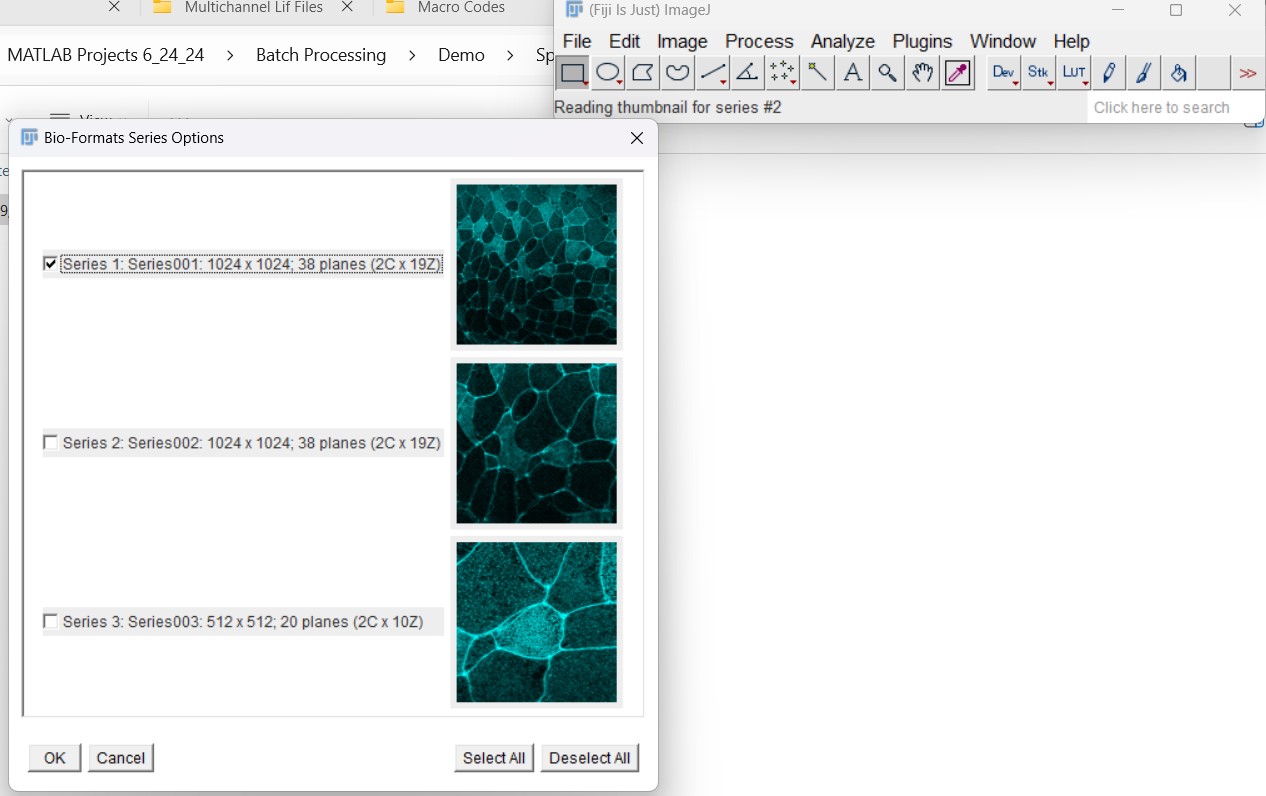 Multichannel Lif Files
Macro Codes
(Fiji Is Just) ImageJ
MATLAB Projects 6_24_24 > Batch Processing > Demo > Sp
File Edit Image Process Analyze Plugins Window Help
A Dev Stk LUT >>
Reading thumbnail for series #2
Click here to search
Bio-Formats Series Options
Series 1: Series001: 1024 x 1024; 38 planes (2C x 19Z)
Series 2: Series002: 1024 x 1024; 38 planes (2C x 19Z)
Series 3: Series003: 512 x 512; 20 planes (2C x 10Z)
OK Cancel Select All Deselect All